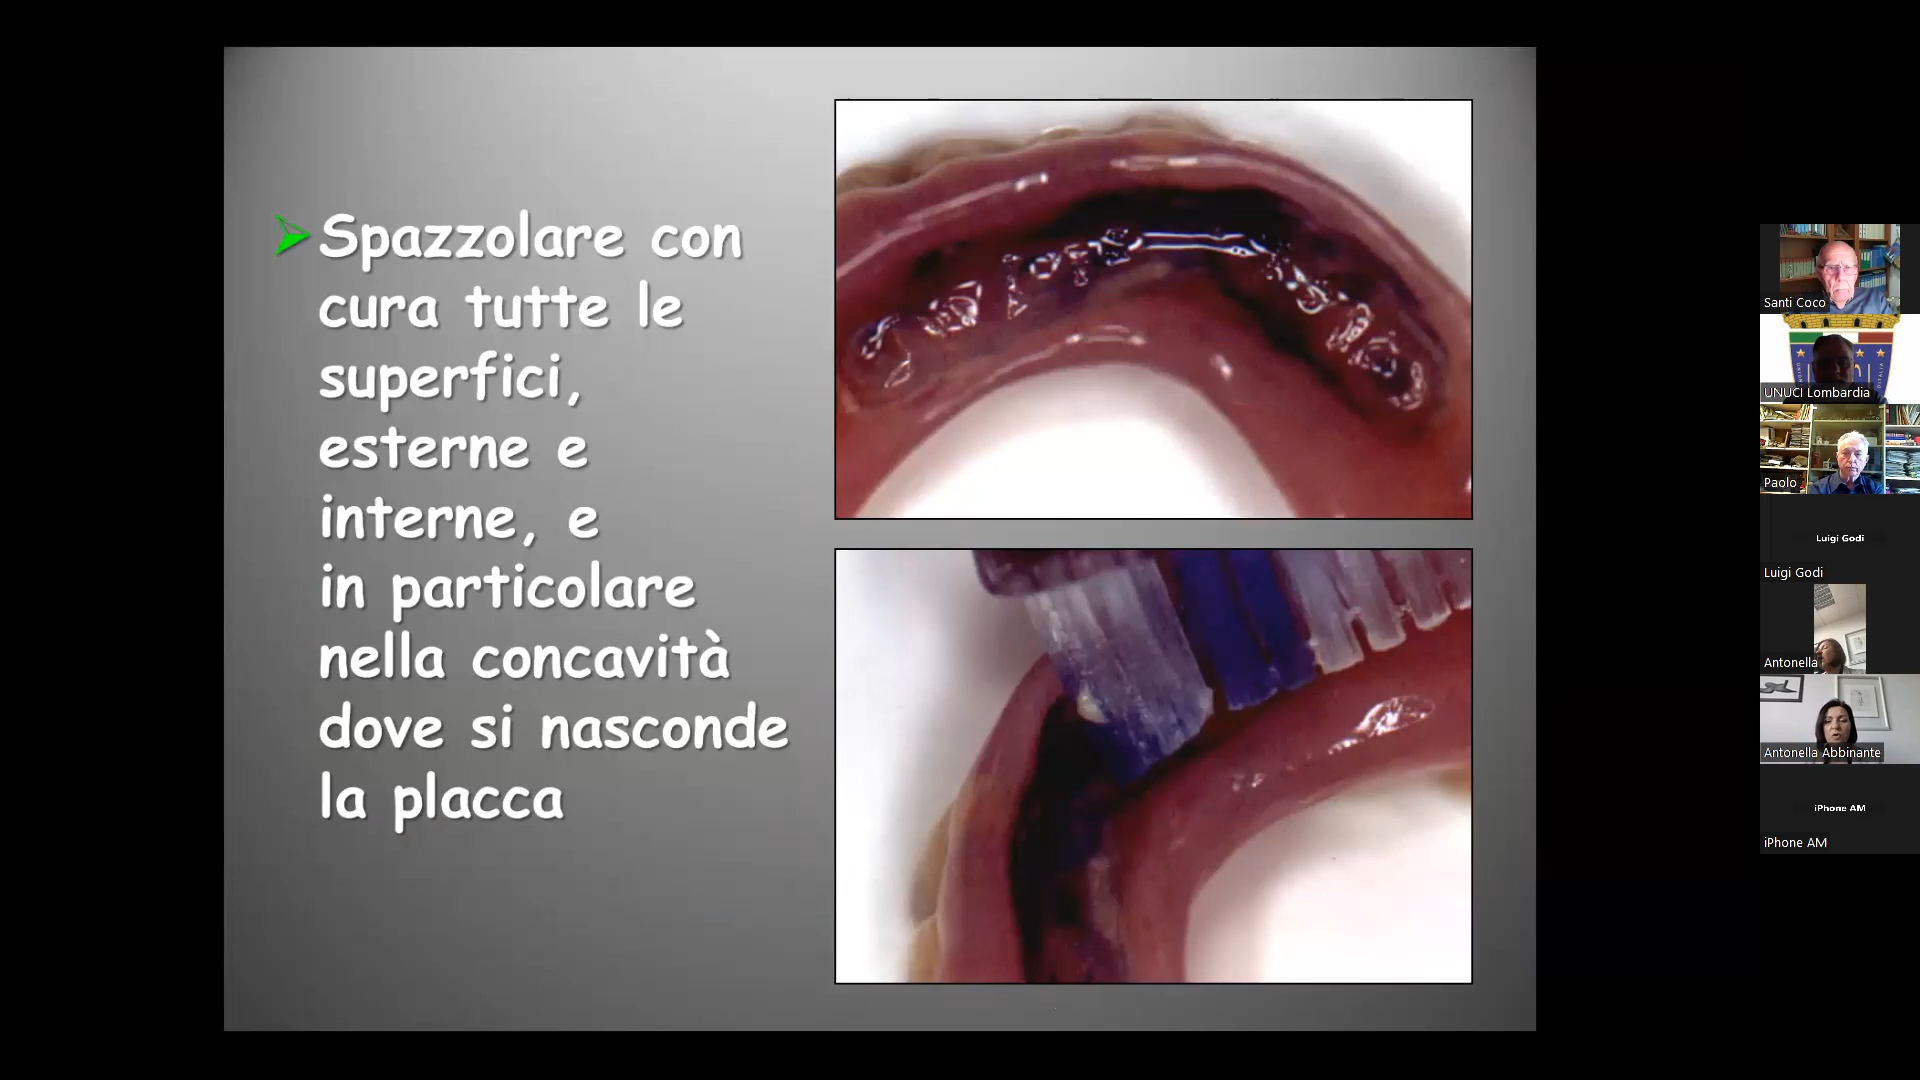 Spazzolare con
cura tutte le
superfici,
esterne e
interne, e
in particolare
nella concavità
dove si nasconde
la placca
Santi Coco
UNUCI Lombardia
Paolo
Luigi Godi
Luigi Godi
Antonella
Antonella Abbinante
iPhone AM
iPhone AM